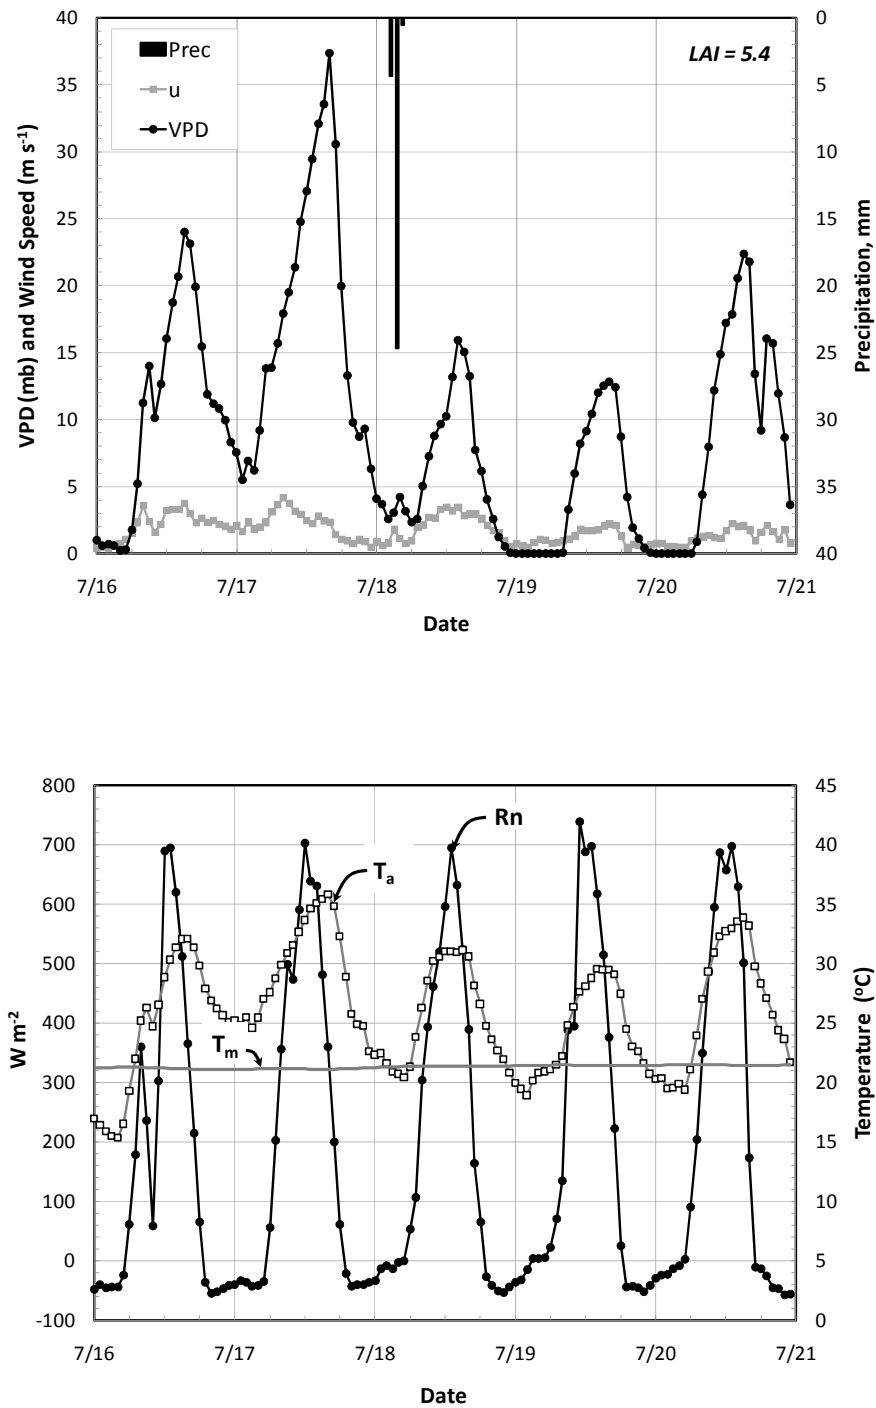 40
35
30
25
20
15
10
5
0
VPD (mb) and Wind Speed (m s⁻¹)
Prec
u
VPD
LAI = 5.4
0
5
10
15
20
25
30
35
40
Precipitation, mm
7/16 7/17 7/18 7/19 7/20 7/21
Date
800
700
600
500
400
300
200
100
0
-100
W m⁻²
Rn
Tₐ
Tₘ
45
40
35
30
25
20
15
10
5
0
Temperature (ºC)
7/16 7/17 7/18 7/19 7/20 7/21
Date